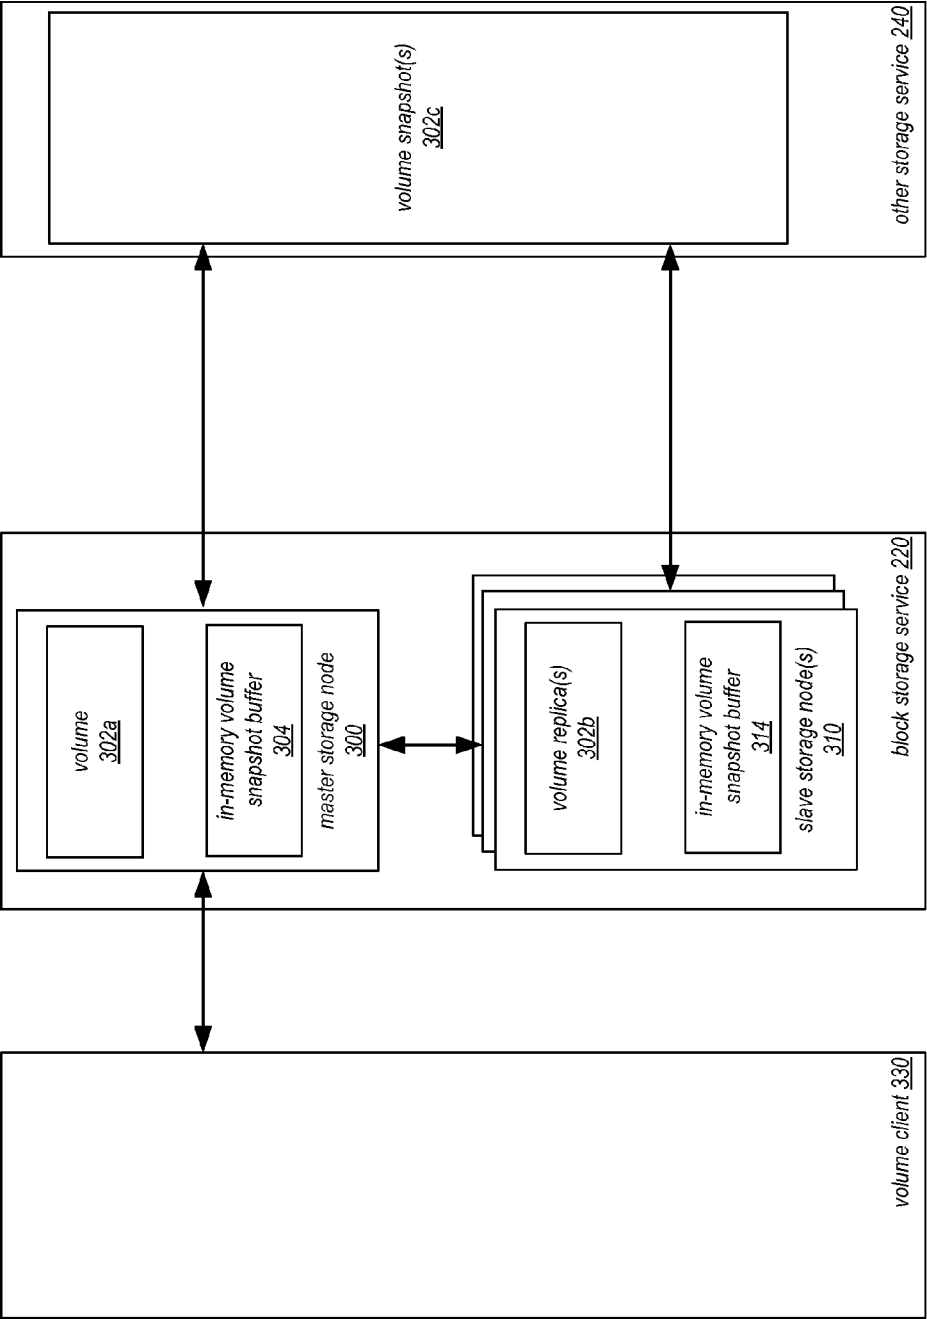 volume client 330
volume
302a
in-memory volume
snapshot buffer
304
master storage node
300
volume replica(s)
302b
in-memory volume
snapshot buffer
314
slave storage node(s)
310
block storage service 220
volume snapshot(s)
302c
other storage service 240